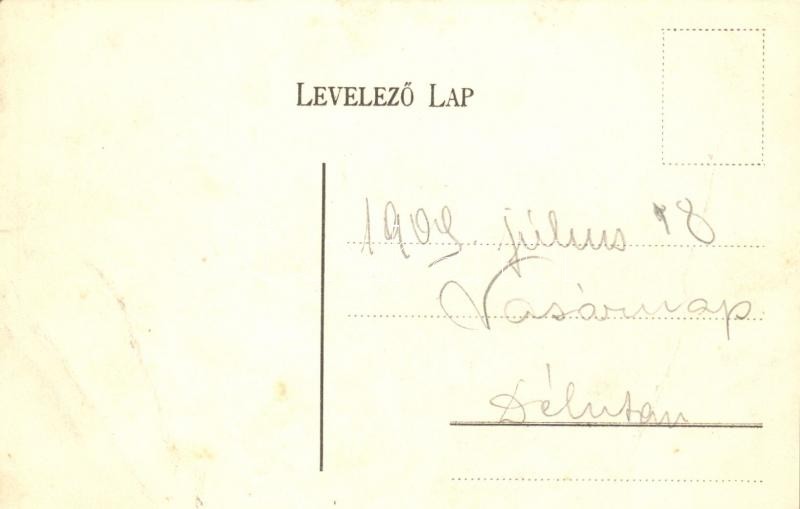 LEVELEZŐ LAP
1909. július 18
Vasárnap
Délután